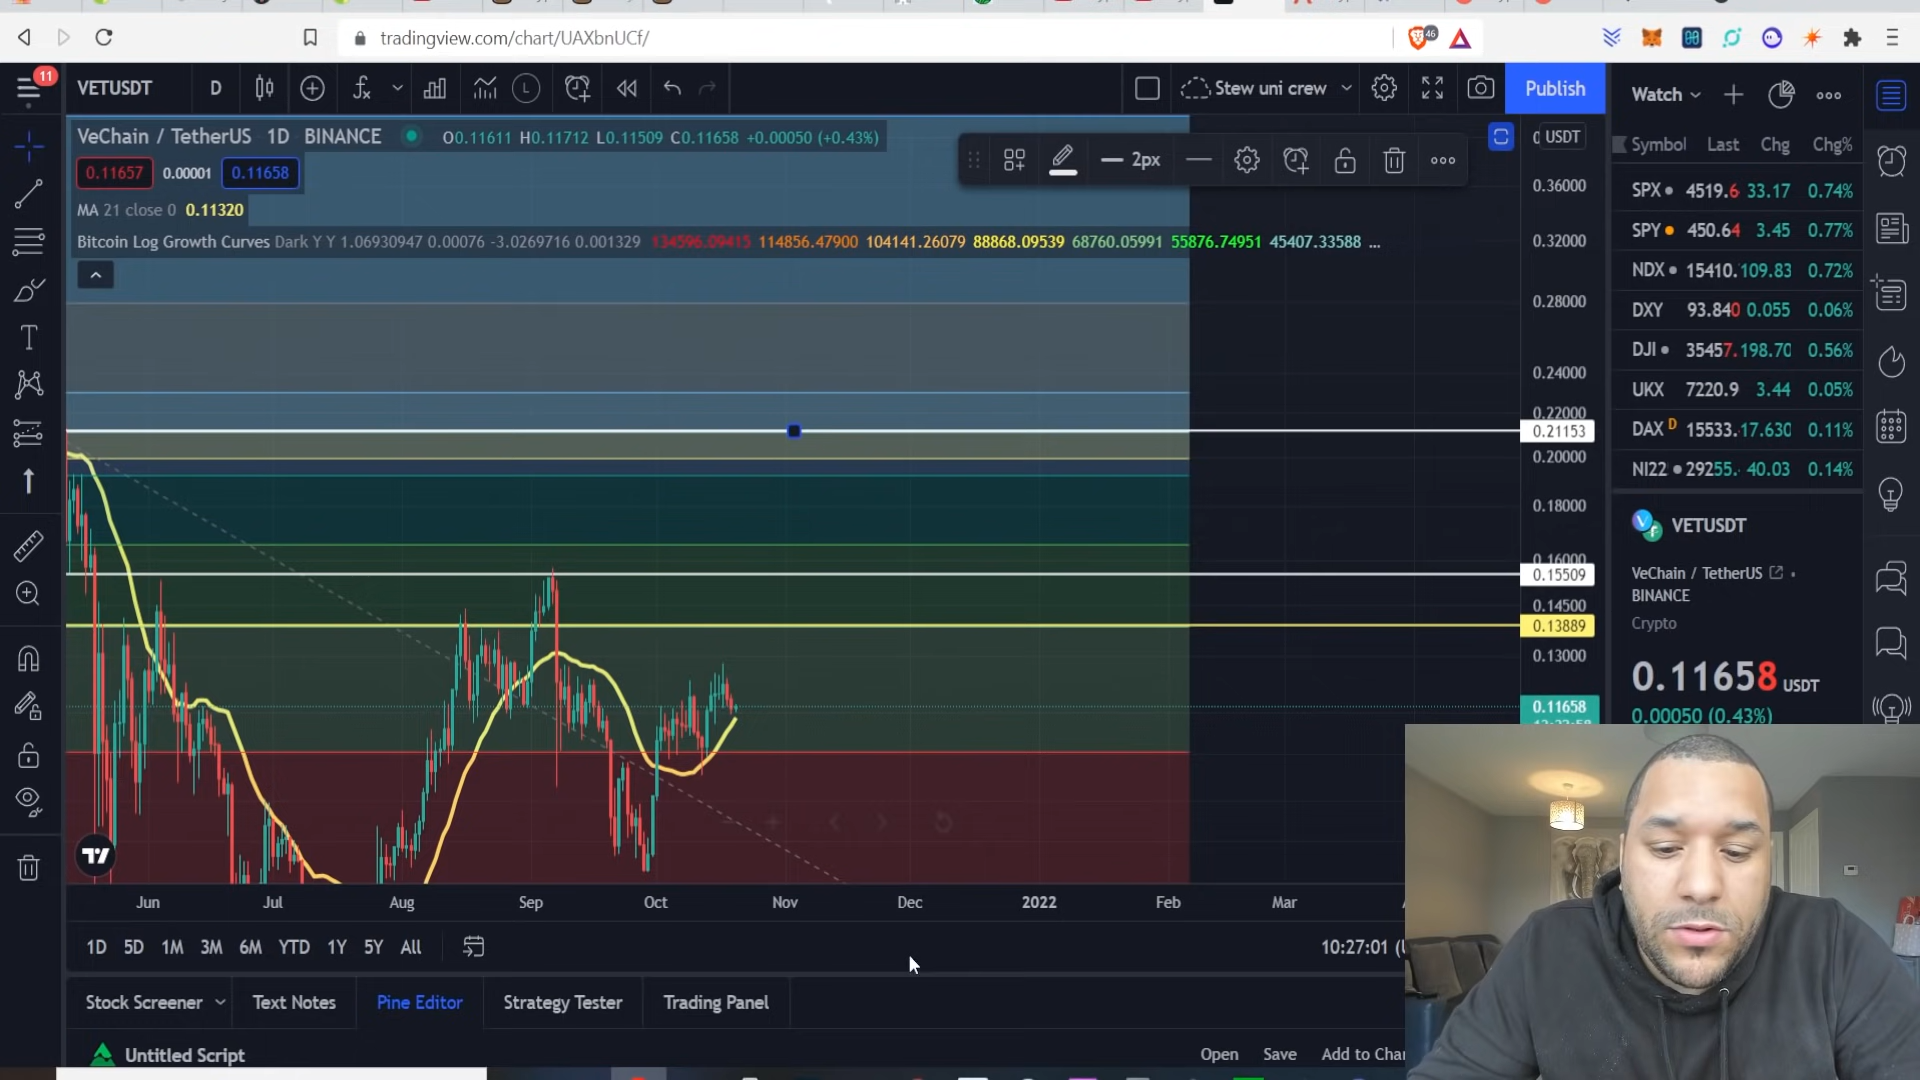 tradingview.com/chart/UAXbnUCf/
46
11
VETUSDT
D
Stew uni crew
Publish
Watch
VeChain / TetherUS 1D BINANCE
O0.11611 H0.11712 L0.11509 C0.11658 +0.00050 (+0.43%)
2px
USDT
Symbol Last Chg Chg%
0.11657 0.00001 0.11658
0.36000
SPX 4519.6 33.17 0.74%
MA 21 close 0 0.11320
SPY 450.64 3.45 0.77%
Bitcoin Log Growth Curves Dark Y Y 1.06930947 0.00076 -3.0269716 0.001329 134596.09415 114856.47900 104141.26079 88868.09539 68760.05991 55876.74951 45407.33588 ...
0.32000
NDX 15410. 109.83 0.72%
0.28000
DXY 93.840 0.055 0.06%
DJI 35457. 198.70 0.56%
0.24000
UKX 7220.9 3.44 0.05%
0.22000
0.21153
DAX D 15533. 17.630 0.11%
0.20000
NI22 29255. 40.03 0.14%
0.18000
VETUSDT
0.16000
0.15509
VeChain / TetherUS
BINANCE
0.14500
0.13889
Crypto
0.13000
0.11658 USDT
0.11658
0.00050 (0.43%)
Jun Jul Aug Sep Oct Nov Dec 2022 Feb Mar
1D 5D 1M 3M 6M YTD 1Y 5Y All
10:27:01 (U
Stock Screener Text Notes Pine Editor Strategy Tester Trading Panel
Untitled Script
Open Save Add to Char